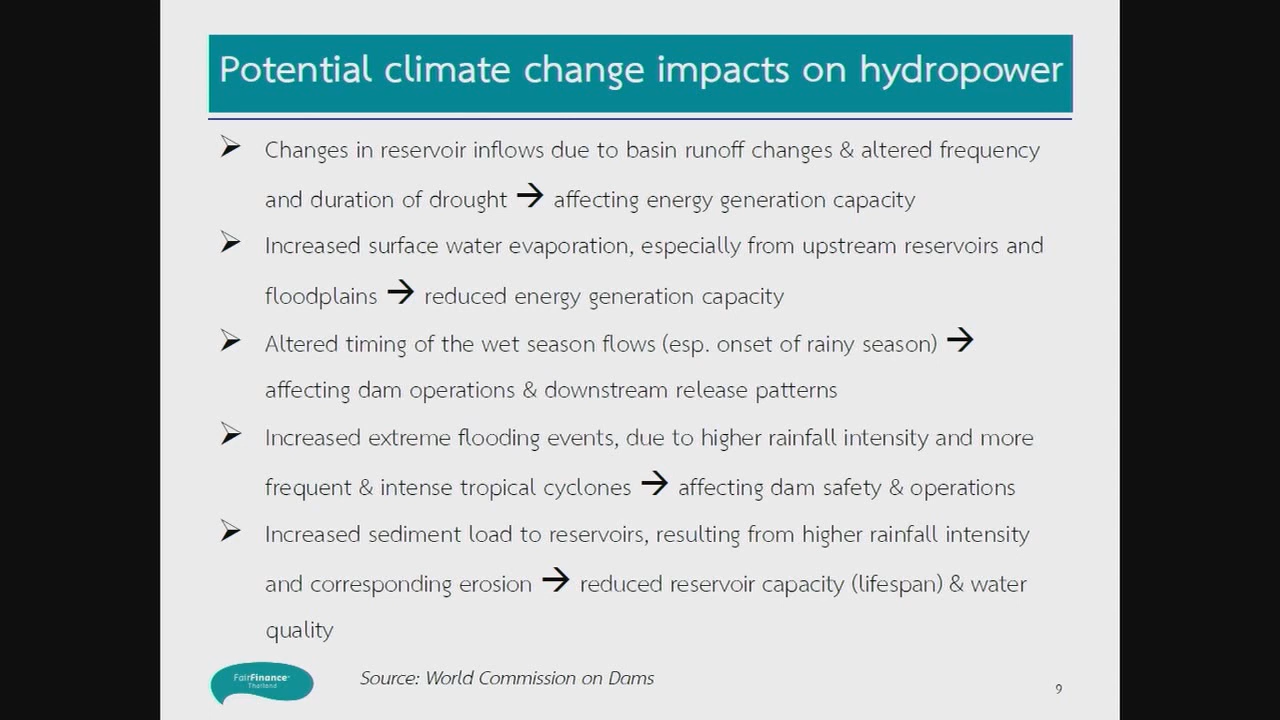 Potential climate change impacts on hydropower
➢ Changes in reservoir inflows due to basin runoff changes & altered frequency
and duration of drought → affecting energy generation capacity
➢ Increased surface water evaporation, especially from upstream reservoirs and
floodplains → reduced energy generation capacity
➢ Altered timing of the wet season flows (esp. onset of rainy season) →
affecting dam operations & downstream release patterns
➢ Increased extreme flooding events, due to higher rainfall intensity and more
frequent & intense tropical cyclones → affecting dam safety & operations
➢ Increased sediment load to reservoirs, resulting from higher rainfall intensity
and corresponding erosion → reduced reservoir capacity (lifespan) & water
quality
FairFinance
Thailand
Source: World Commission on Dams
9